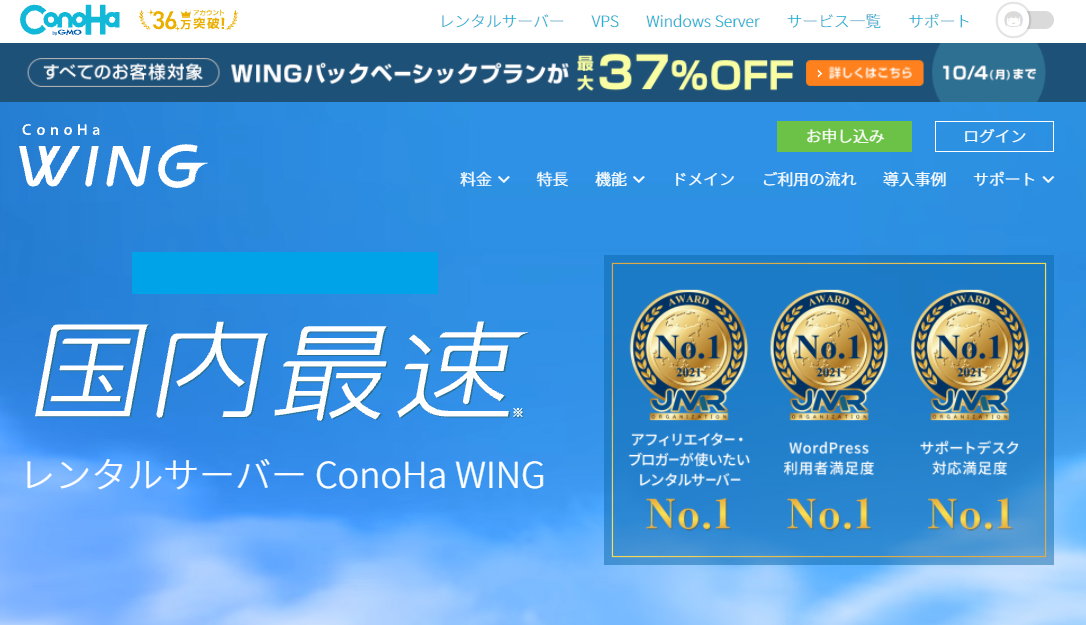 ConoHa
by GMO
36.万
アカウント
突破!
レンタルサーバー
VPS
Windows Server
サービス一覧
サポート
すべてのお客様対象
WINGパックベーシックプランが
最大37%OFF
詳しくはこちら
10/4(月)まで
ConoHa
WING
お申し込み
ログイン
料金
特長
機能
ドメイン
ご利用の流れ
導入事例
サポート
国内最速※
レンタルサーバー ConoHa WING
AWARD
No.1
2021
JMR
ORGANIZATION
アフィリエイター・
ブロガーが使いたい
レンタルサーバー
No.1
AWARD
No.1
2021
JMR
ORGANIZATION
WordPress
利用者満足度
No.1
AWARD
No.1
2021
JMR
ORGANIZATION
サポートデスク
対応満足度
No.1